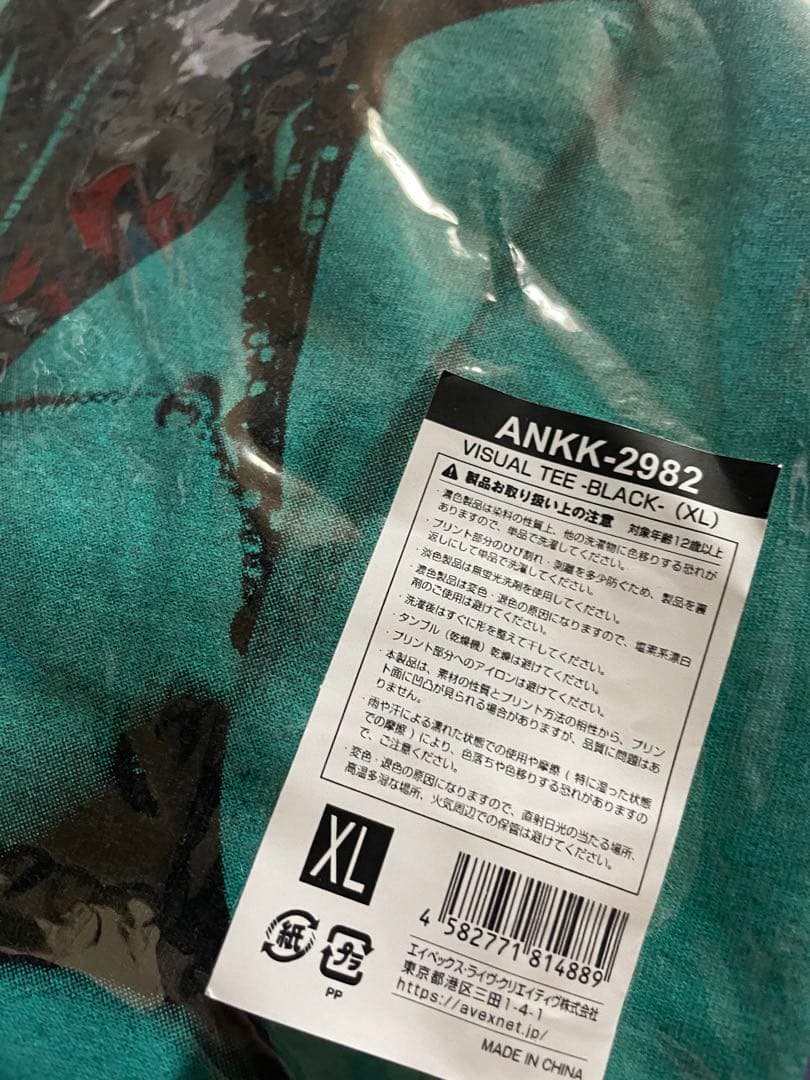 ANKK-2982
VISUAL TEE -BLACK- (XL)
製品お取り扱い上の注意 対象年齢12歳以上
・濃色製品は染料の性質上、他の洗濯物に色移りする恐れが
ありますので、単品で洗濯してください。
・プリント部分のひび割れ・剥離を多少防ぐため、製品を裏
返しにして単品で洗濯してください。
・淡色製品は無蛍光洗剤を使用してください。
・濃色製品は変色・退色の原因になりますので、塩素系漂白
剤のご使用は避けてください。
・洗濯後はすぐに形を整えて干してください。
・タンブル(乾燥機)乾燥は避けてください。
・プリント部分へのアイロンは避けてください。
・本製品は、素材の性質とプリント方法の相性から、プリン
ト面に凹凸が見られる場合がありますが、品質に問題はあ
りません。
・雨や汗による濡れた状態での使用や摩擦(特に湿った状態
での摩擦)により、色落ちや色移りする恐れがありますの
で、ご注意ください。
・変色・退色の原因になりますので、直射日光の当たる場所、
高温多湿な場所、火気周辺での保管は避けてください。
XL
4 582771 814889
紙
プラ
PP
エイベックス・ライヴ・クリエイティヴ株式会社
東京都港区三田1-4-1
https://avexnet.jp/
MADE IN CHINA